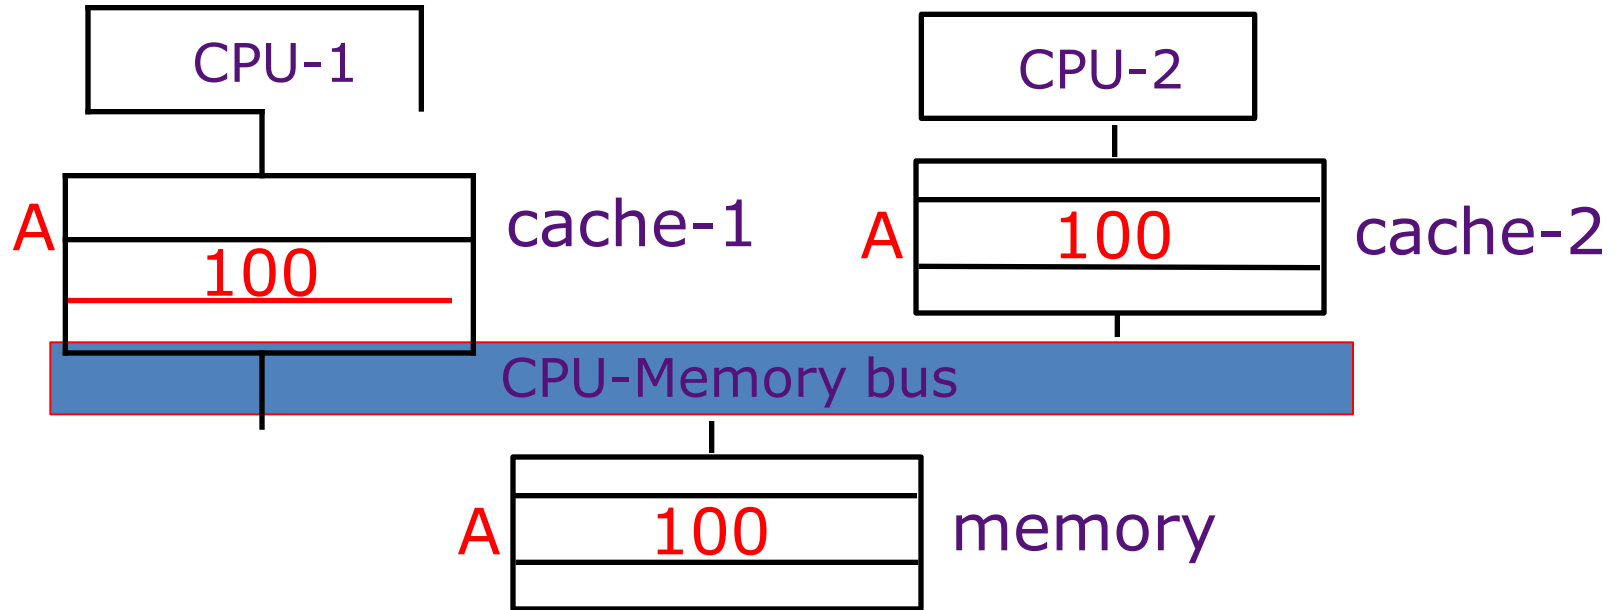 CPU-1
CPU-2
A
100
cache-1
A
100
cache-2
CPU-Memory bus
A
100
memory